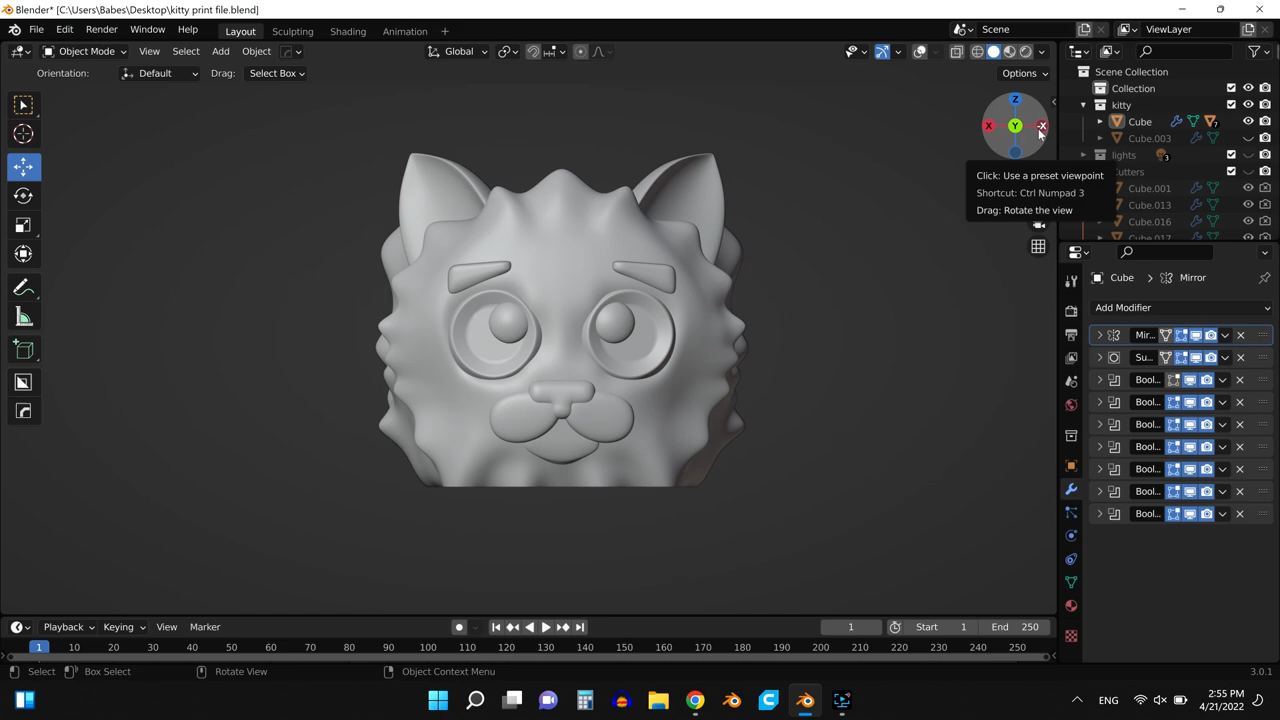 Blender* [C:\Users\Babes\Desktop\kitty print file.blend]
File Edit Render Window Help Layout Sculpting Shading Animation + Scene ViewLayer
Object Mode View Select Add Object Global
Orientation: Default Drag: Select Box Options
Scene Collection
Collection
kitty
Cube 7
Cube.003
lights 3
Cutters
Cube.001
Cube.013
Cube.016
Cube.017
Z
X Y -X
Click: Use a preset viewpoint
Shortcut: Ctrl Numpad 3
Drag: Rotate the view
Cube > Mirror
Add Modifier
Mir...
Su...
Bool...
Bool...
Bool...
Bool...
Bool...
Bool...
Bool...
Playback Keying View Marker 1 Start 1 End 250
1 10 20 30 40 50 60 70 80 90 100 110 120 130 140 150 160 170 180 190 200 210 220 230 240 250
Select Box Select Rotate View Object Context Menu 3.0.1
ENG 2:55 PM
4/21/2022